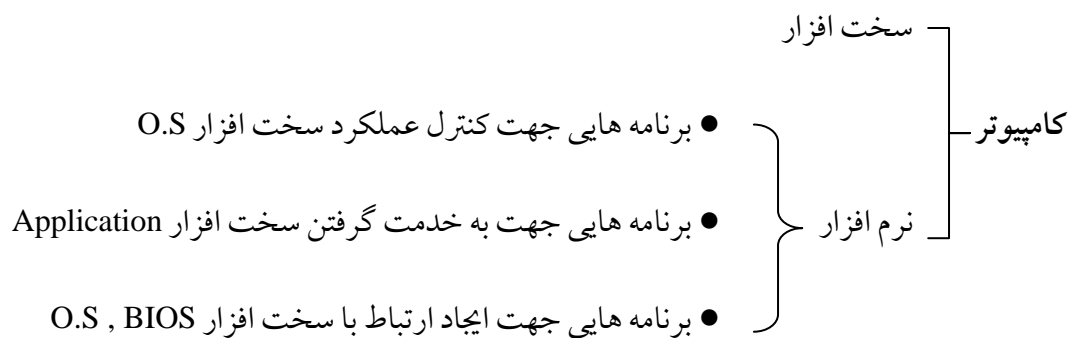 سخت افزار
● برنامه هایی جهت کنترل عملکرد سخت افزار O.S
کامپیوتر
● برنامه هایی جهت به خدمت گرفتن سخت افزار Application
نرم افزار
● برنامه هایی جهت ایجاد ارتباط با سخت افزار O.S , BIOS